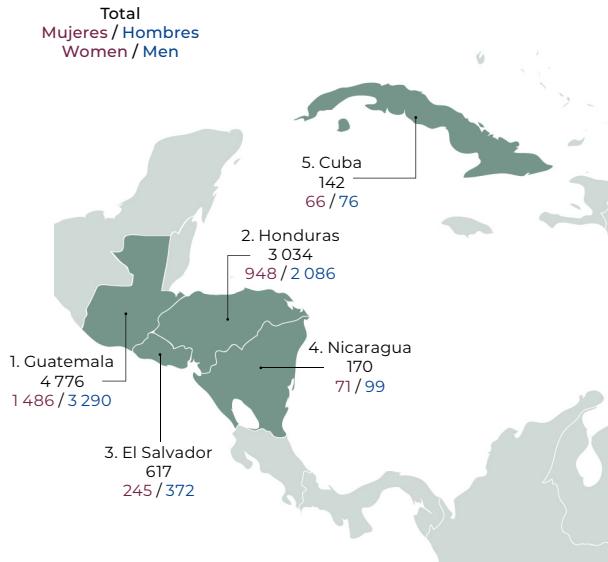 Total
Mujeres / Hombres
Women / Men
5. Cuba
142
66 / 76
2. Honduras
3 034
948 / 2 086
4. Nicaragua
170
71 / 99
1. Guatemala
4 776
1 486 / 3 290
3. El Salvador
617
245 / 372